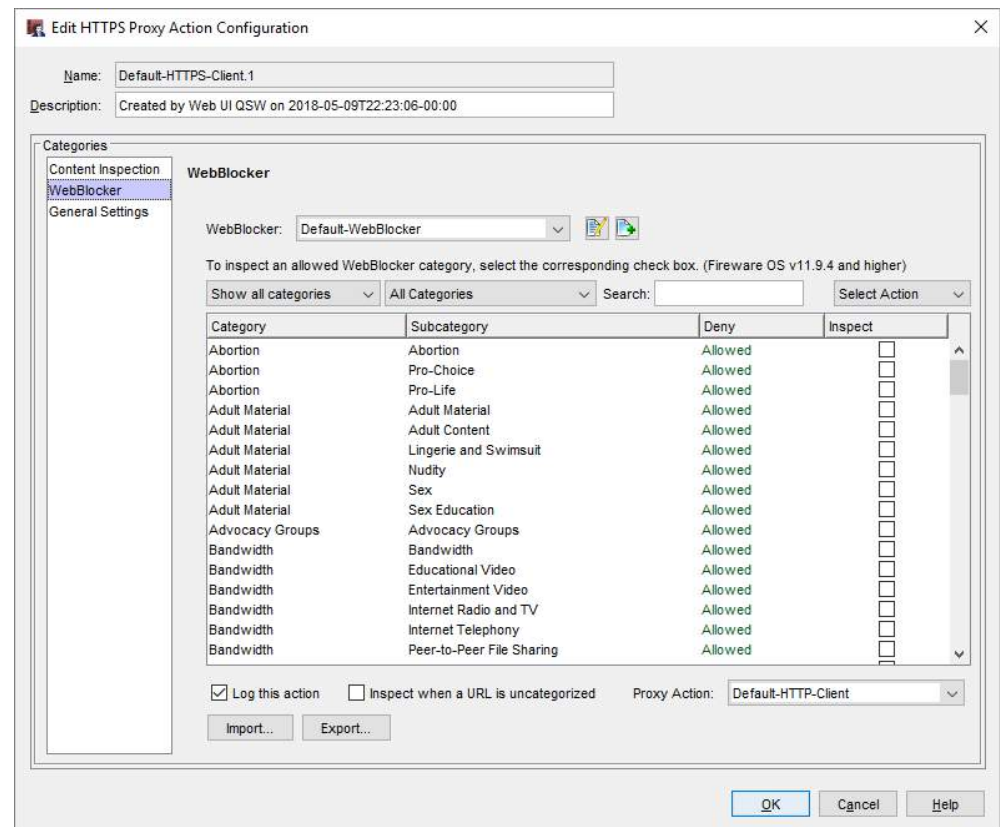 Edit HTTPS Proxy Action Configuration
Name: Default-HTTPS-Client.1
Description: Created by Web UI QSW on 2018-05-09T22:23:06-00:00
Categories
Content Inspection
WebBlocker
General Settings
WebBlocker
WebBlocker: Default-WebBlocker
To inspect an allowed WebBlocker category, select the corresponding check box. (Fireware OS v11.9.4 and higher)
Show all categories All Categories Search: Select Action
Category Subcategory Deny Inspect
Abortion Abortion Allowed
Abortion Pro-Choice Allowed
Abortion Pro-Life Allowed
Adult Material Adult Material Allowed
Adult Material Adult Content Allowed
Adult Material Lingerie and Swimsuit Allowed
Adult Material Nudity Allowed
Adult Material Sex Allowed
Adult Material Sex Education Allowed
Advocacy Groups Advocacy Groups Allowed
Bandwidth Bandwidth Allowed
Bandwidth Educational Video Allowed
Bandwidth Entertainment Video Allowed
Bandwidth Internet Radio and TV Allowed
Bandwidth Internet Telephony Allowed
Bandwidth Peer-to-Peer File Sharing Allowed
Log this action Inspect when a URL is uncategorized Proxy Action: Default-HTTP-Client
Import... Export...
OK Cancel Help